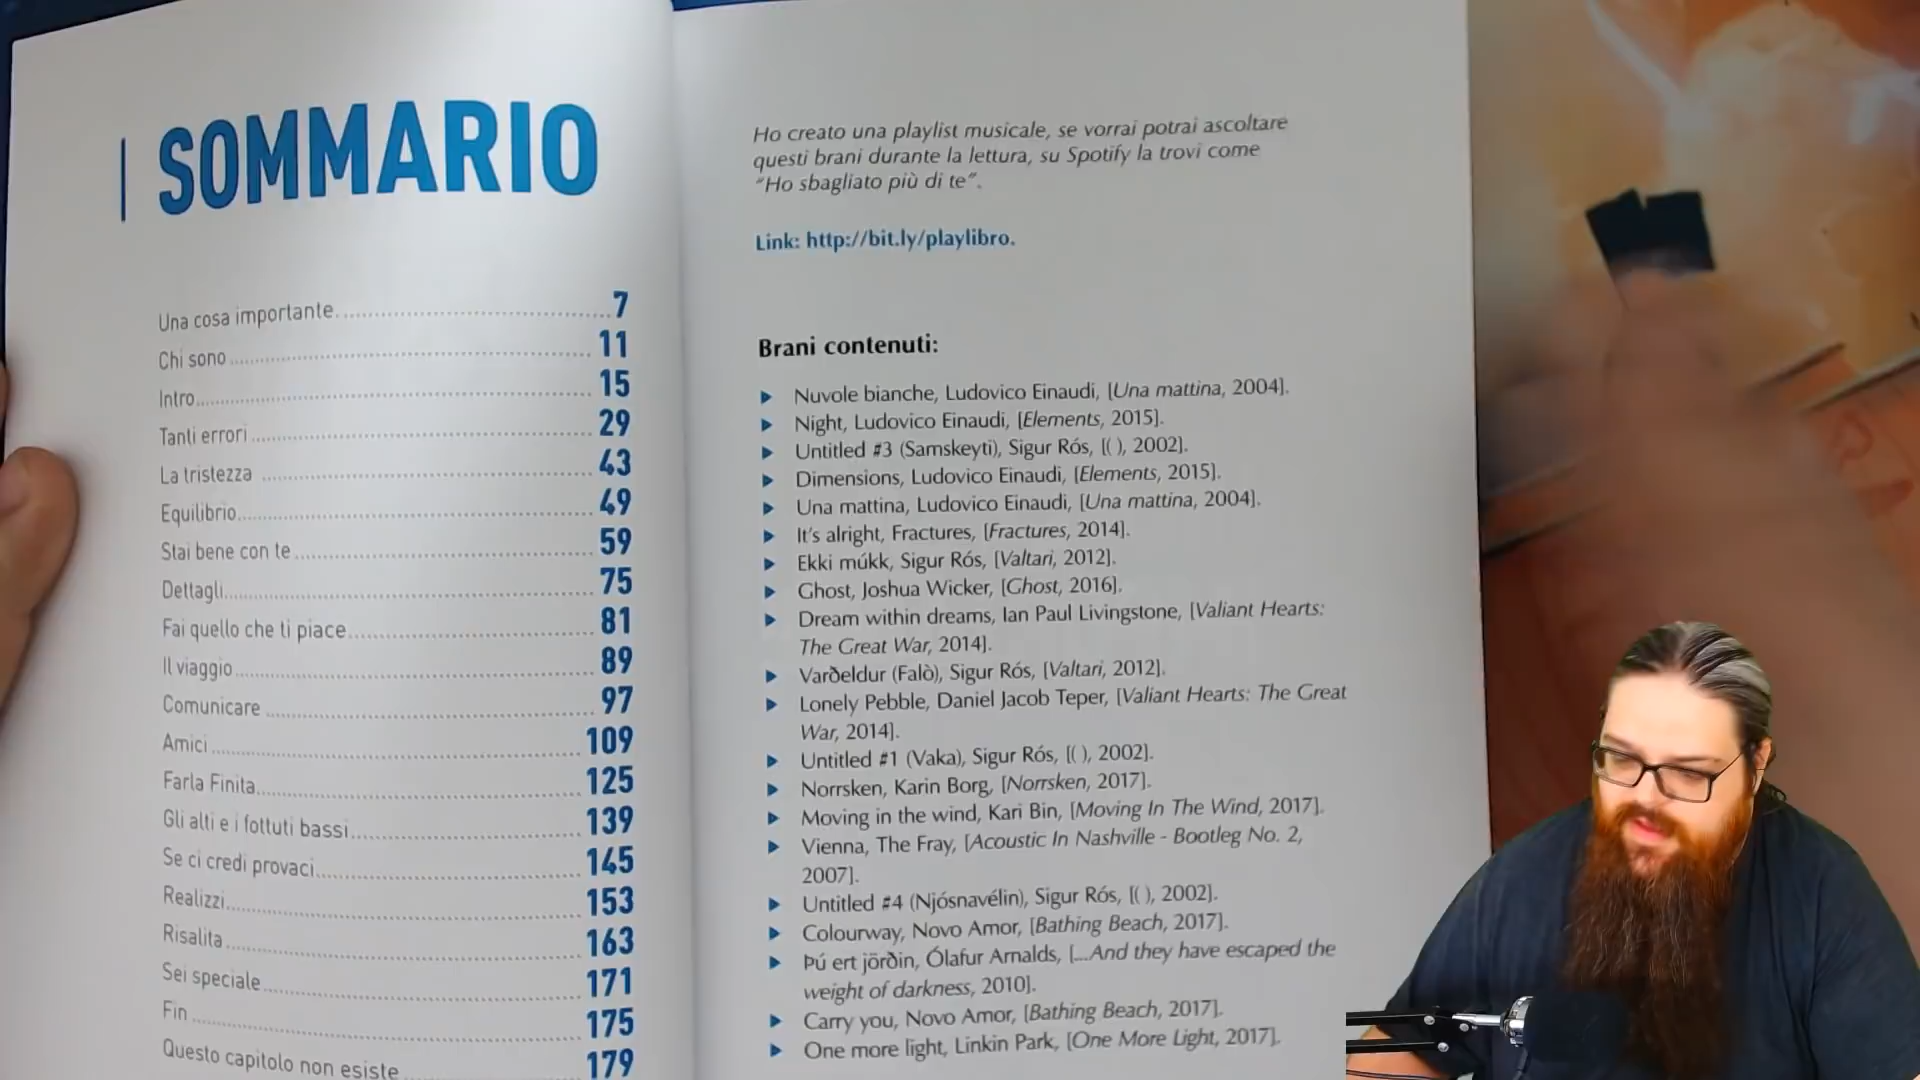 SOMMARIO
Una cosa importante 7
Chi sono 11
Intro 15
Tanti errori 29
La tristezza 43
Equilibrio 49
Stai bene con te 59
Dettagli 75
Fai quello che ti piace 81
Il viaggio 89
Comunicare 97
Amici 109
Farla Finita 125
Gli alti e i fottuti bassi 139
Se ci credi provaci 145
Realizzi 153
Risalita 163
Sei speciale 171
Fin 175
Questo capitolo non esiste 179
Ho creato una playlist musicale, se vorrai potrai ascoltare
questi brani durante la lettura, su Spotify la trovi come
“Ho sbagliato più di te”.
Link: http://bit.ly/playlibro.
Brani contenuti:
Nuvole bianche, Ludovico Einaudi, [Una mattina, 2004].
Night, Ludovico Einaudi, [Elements, 2015].
Untitled #3 (Samskeyti), Sigur Rós, [( ), 2002].
Dimensions, Ludovico Einaudi, [Elements, 2015].
Una mattina, Ludovico Einaudi, [Una mattina, 2004].
It's alright, Fractures, [Fractures, 2014].
Ekki múkk, Sigur Rós, [Valtari, 2012].
Ghost, Joshua Wicker, [Ghost, 2016].
Dream within dreams, Ian Paul Livingstone, [Valiant Hearts:
The Great War, 2014].
Varðeldur (Falò), Sigur Rós, [Valtari, 2012].
Lonely Pebble, Daniel Jacob Teper, [Valiant Hearts: The Great
War, 2014].
Untitled #1 (Vaka), Sigur Rós, [( ), 2002].
Norrsken, Karin Borg, [Norrsken, 2017].
Moving in the wind, Kari Bin, [Moving In The Wind, 2017].
Vienna, The Fray, [Acoustic In Nashville - Bootleg No. 2,
2007].
Untitled #4 (Njósnavélin), Sigur Rós, [( ), 2002].
Colourway, Novo Amor, [Bathing Beach, 2017].
Þú ert jörðin, Ólafur Arnalds, [...And they have escaped the
weight of darkness, 2010].
Carry you, Novo Amor, [Bathing Beach, 2017].
One more light, Linkin Park, [One More Light, 2017].